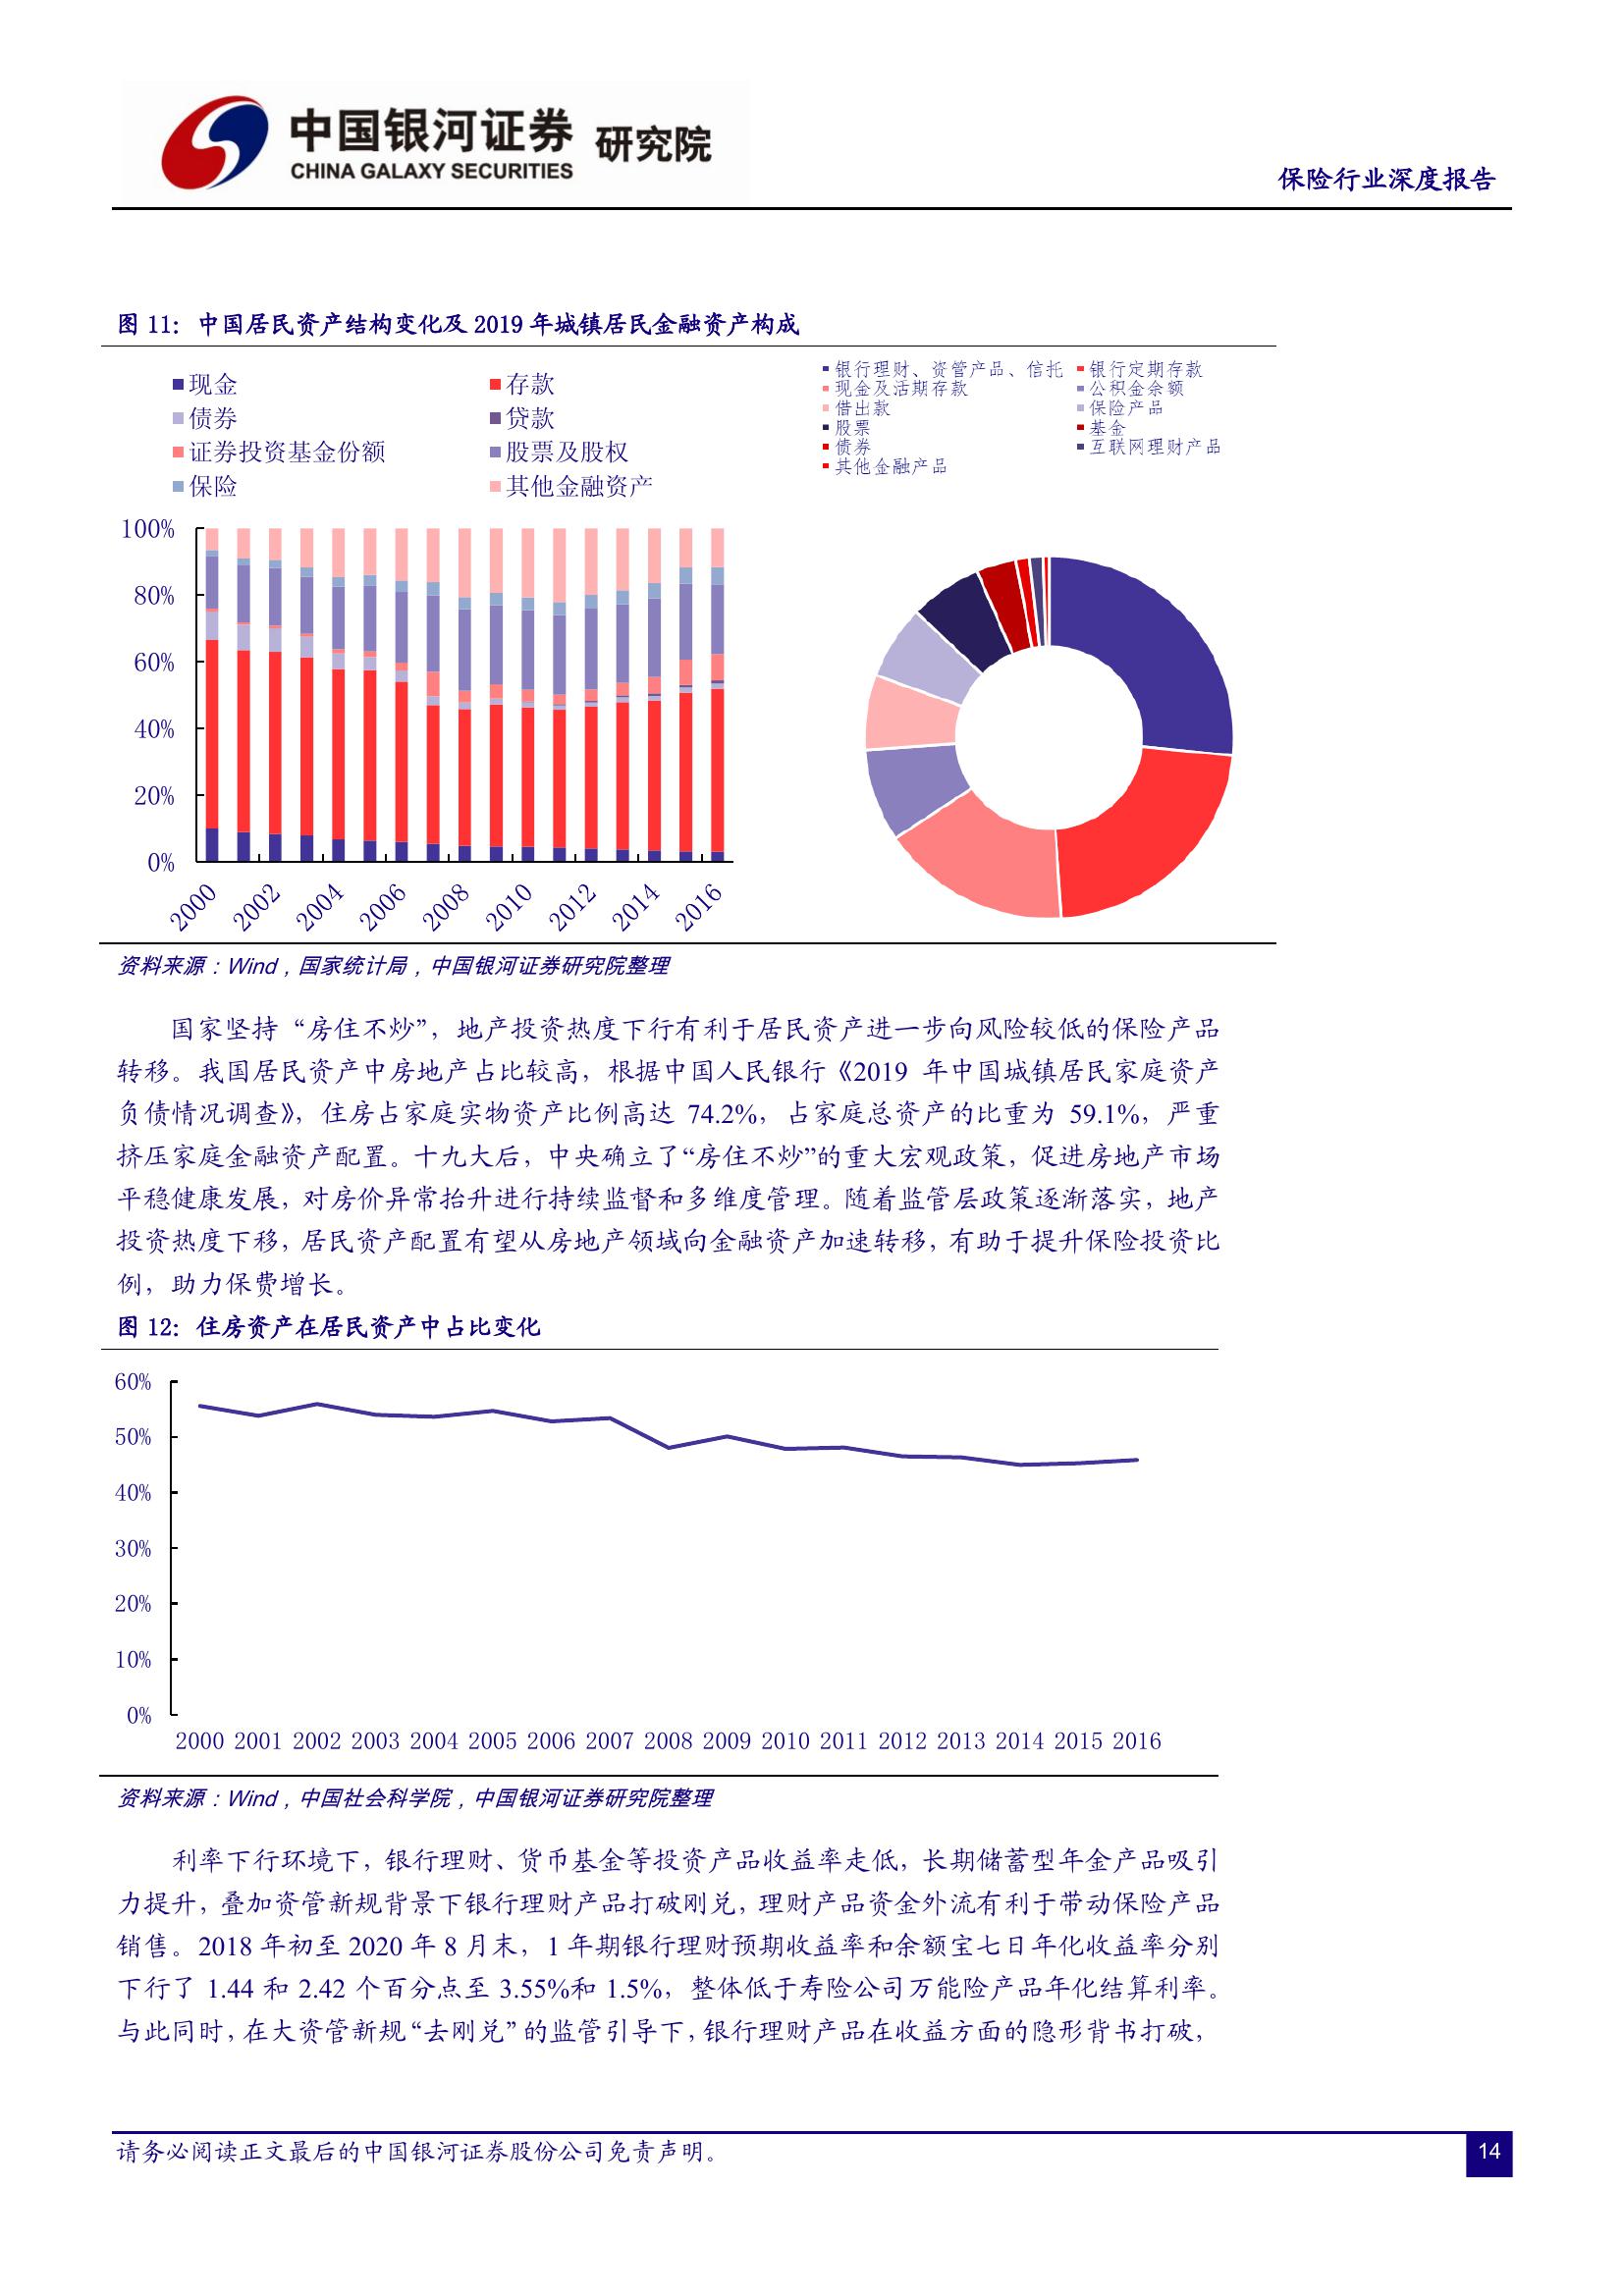 中国银河证券 研究院
CHINA GALAXY SECURITIES
保险行业深度报告
图 11：中国居民资产结构变化及 2019 年城镇居民金融资产构成
现金 存款
债券 贷款
证券投资基金份额 股票及股权
保险 其他金融资产
银行理财、资管产品、信托 银行定期存款
现金及活期存款 公积金余额
借出款 保险产品
股票 基金
债券 互联网理财产品
其他金融产品
100%
80%
60%
40%
20%
0%
2000 2002 2004 2006 2008 2010 2012 2014 2016
资料来源：Wind，国家统计局，中国银河证券研究院整理
国家坚持“房住不炒”，地产投资热度下行有利于居民资产进一步向风险较低的保险产品
转移。我国居民资产中房地产占比较高，根据中国人民银行《2019 年中国城镇居民家庭资产
负债情况调查》，住房占家庭实物资产比例高达 74.2%，占家庭总资产的比重为 59.1%，严重
挤压家庭金融资产配置。十九大后，中央确立了“房住不炒”的重大宏观政策，促进房地产市场
平稳健康发展，对房价异常抬升进行持续监督和多维度管理。随着监管层政策逐渐落实，地产
投资热度下移，居民资产配置有望从房地产领域向金融资产加速转移，有助于提升保险投资比
例，助力保费增长。
图 12：住房资产在居民资产中占比变化
60%
50%
40%
30%
20%
10%
0%
2000 2001 2002 2003 2004 2005 2006 2007 2008 2009 2010 2011 2012 2013 2014 2015 2016
资料来源：Wind，中国社会科学院，中国银河证券研究院整理
利率下行环境下，银行理财、货币基金等投资产品收益率走低，长期储蓄型年金产品吸引
力提升，叠加资管新规背景下银行理财产品打破刚兑，理财产品资金外流有利于带动保险产品
销售。2018 年初至 2020 年 8 月末，1 年期银行理财预期收益率和余额宝七日年化收益率分别
下行了 1.44 和 2.42 个百分点至 3.55%和 1.5%，整体低于寿险公司万能险产品年化结算利率。
与此同时，在大资管新规“去刚兑”的监管引导下，银行理财产品在收益方面的隐形背书打破，
请务必阅读正文最后的中国银河证券股份公司免责声明。
14